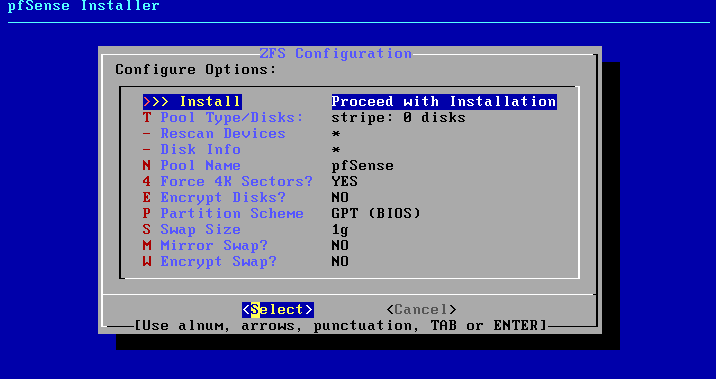 pfSense Installer
ZFS Configuration
Configure Options:
>>> Install Proceed with Installation
T Pool Type/Disks: stripe: 0 disks
- Rescan Devices *
- Disk Info *
N Pool Name pfSense
4 Force 4K Sectors? YES
E Encrypt Disks? NO
P Partition Scheme GPT (BIOS)
S Swap Size 1g
M Mirror Swap? NO
W Encrypt Swap? NO
<Select> <Cancel>
[Use alnum, arrows, punctuation, TAB or ENTER]